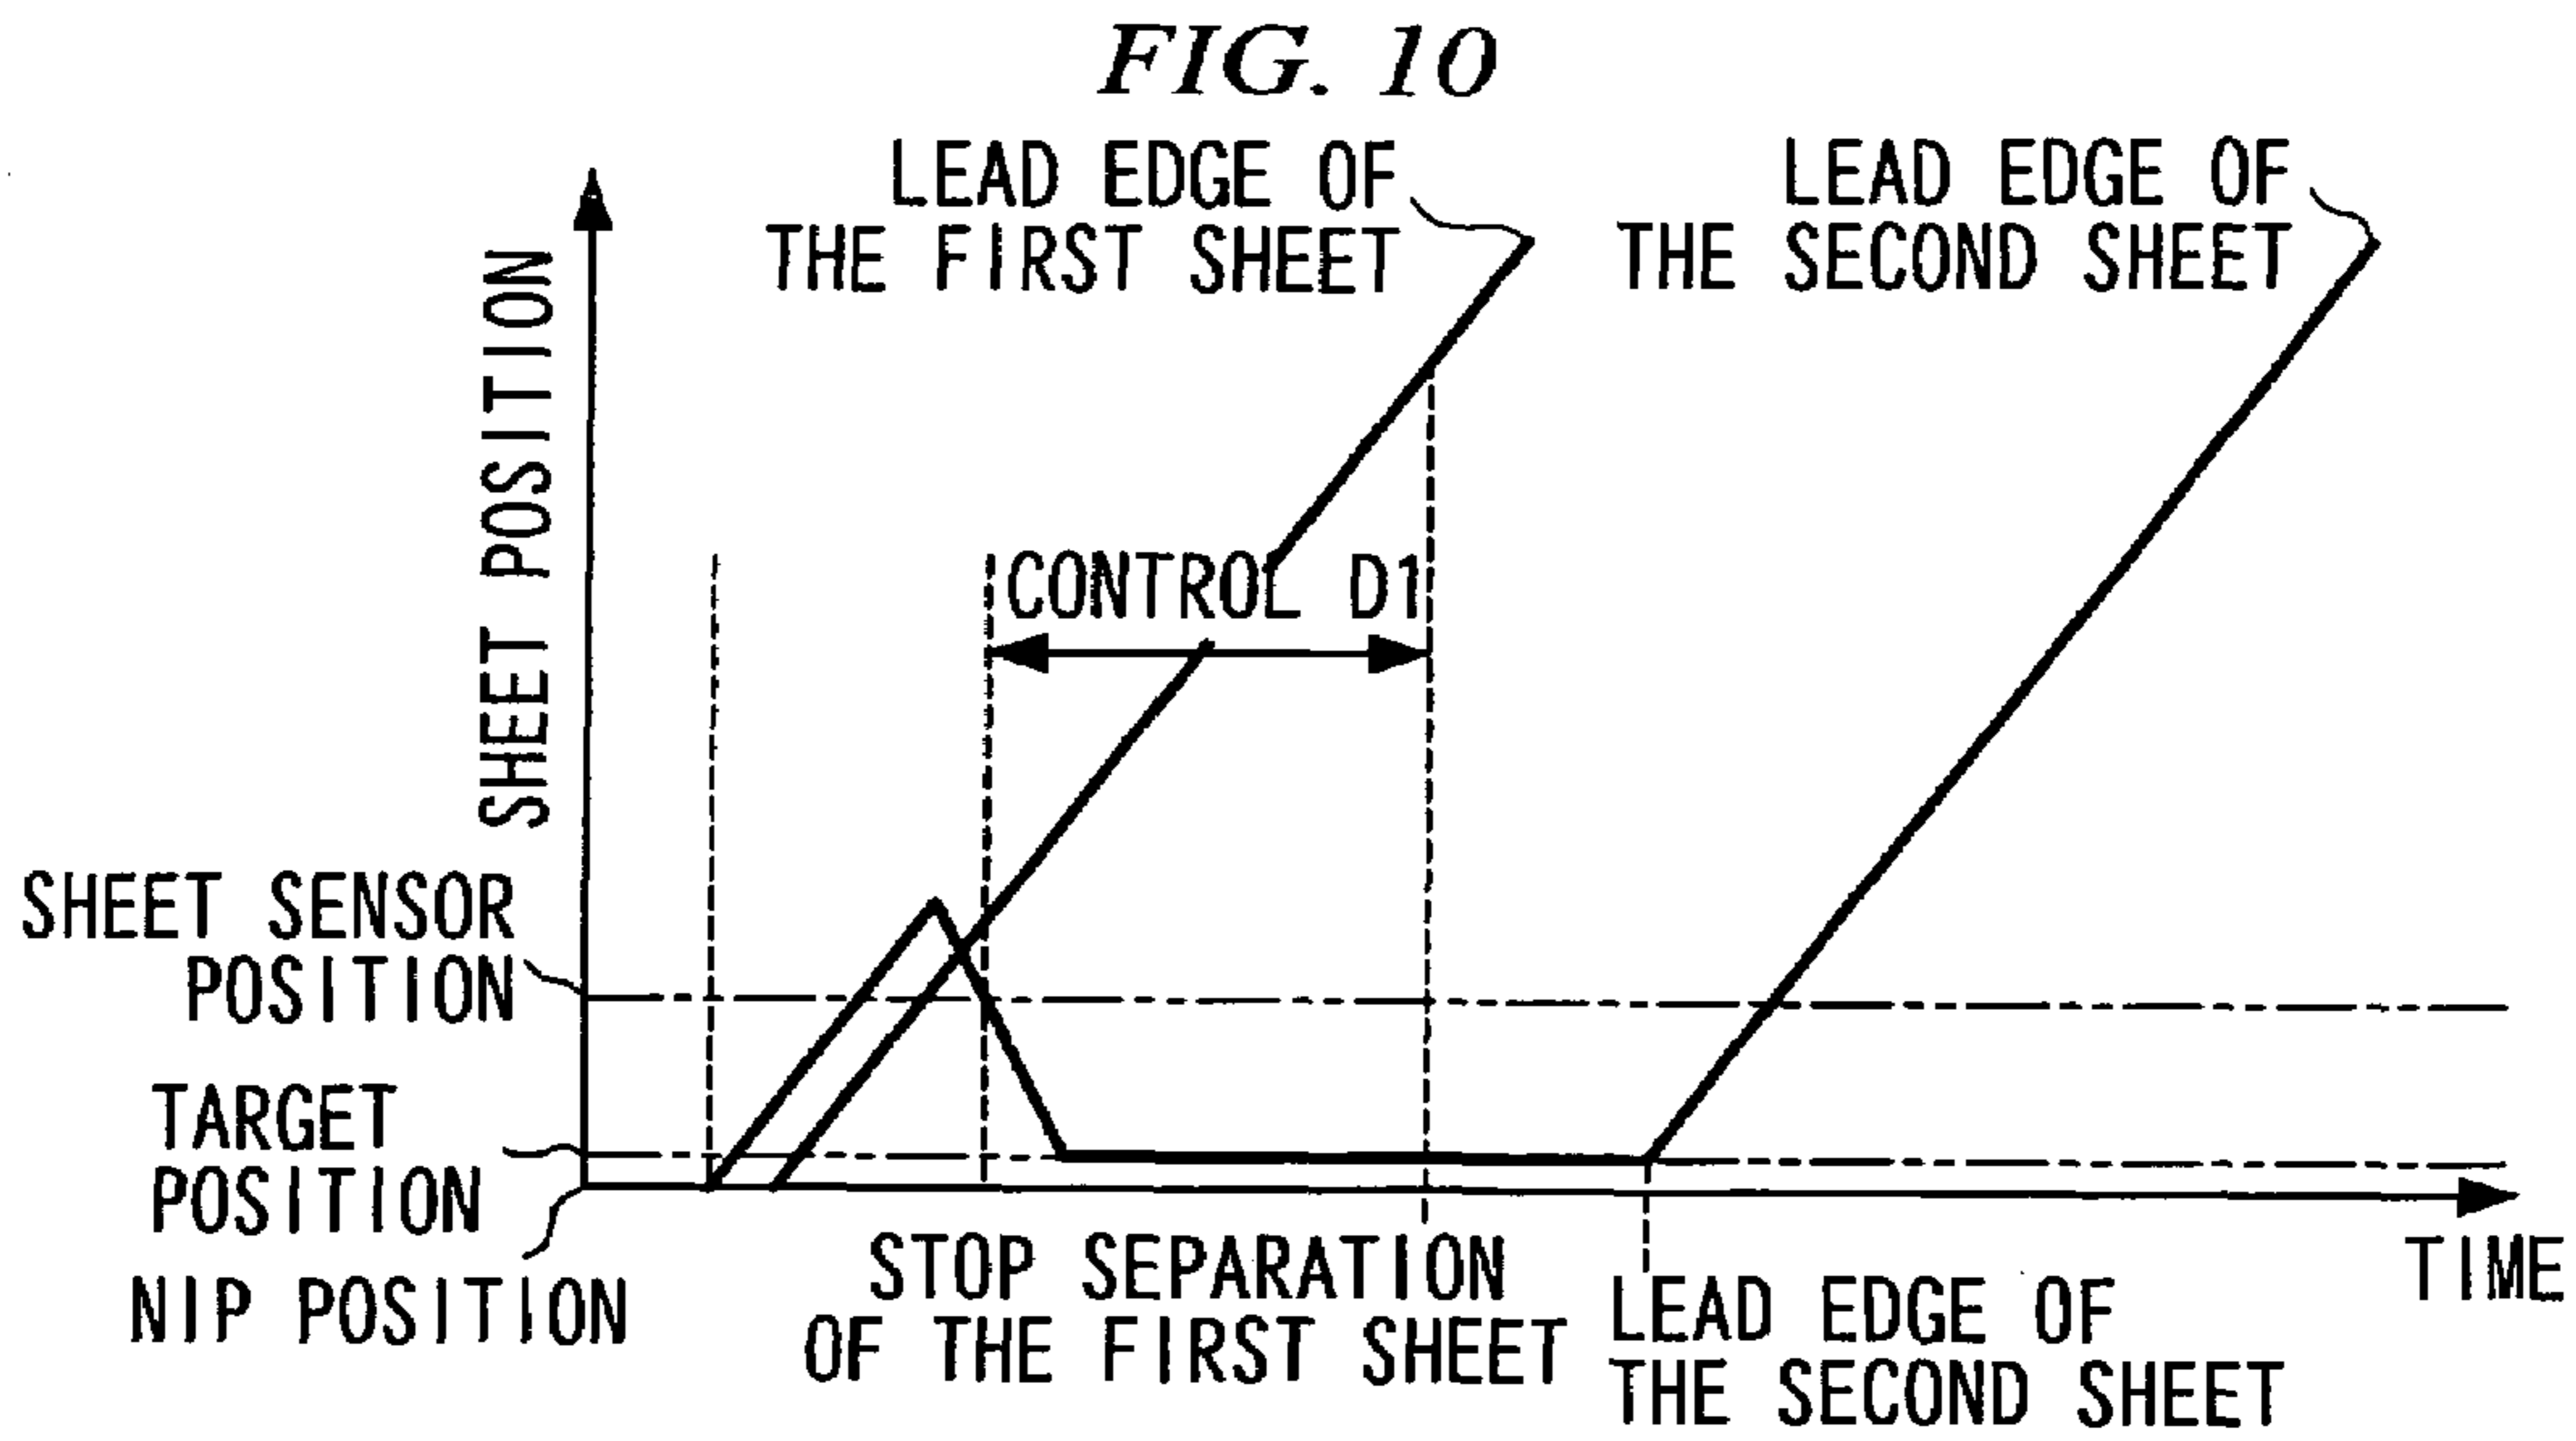 FIG. 10
LEAD EDGE OF
THE FIRST SHEET
LEAD EDGE OF
THE SECOND SHEET
SHEET POSITION
CONTROL D1
SHEET SENSOR
POSITION
TARGET
POSITION
NIP POSITION
STOP SEPARATION
OF THE FIRST SHEET
LEAD EDGE OF
THE SECOND SHEET
TIME